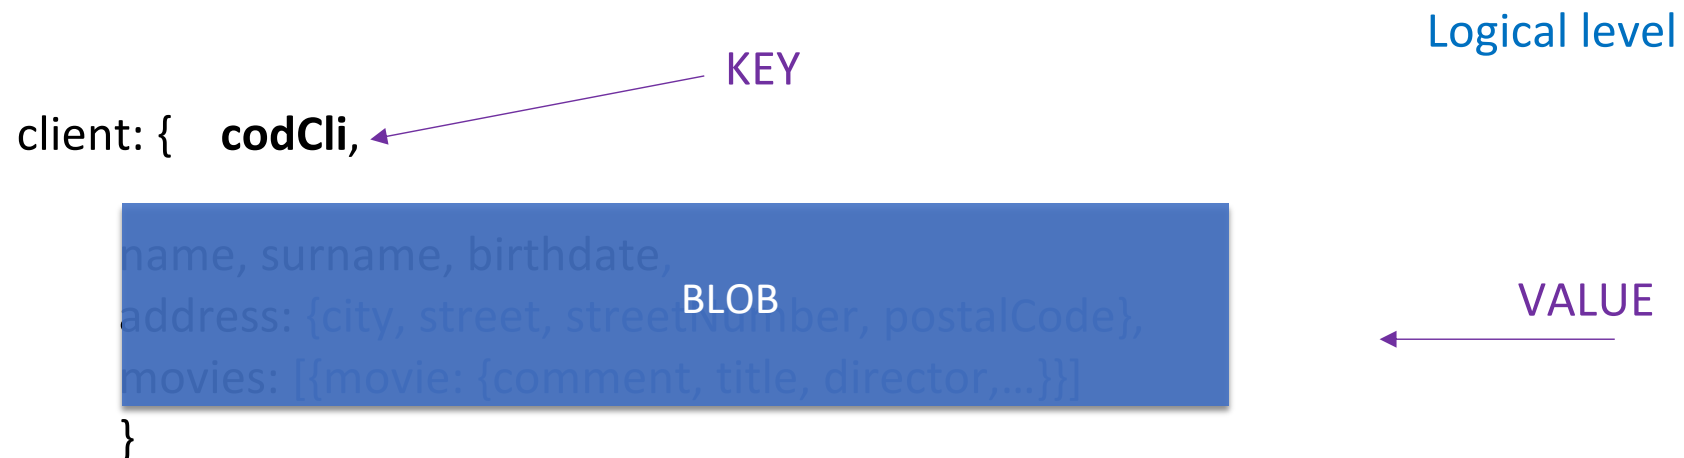 Logical level
KEY
client: { codCli,
name, surname, birthdate,
BLOB
VALUE
address: {city, street, streetNumber, postalCode},
movies: [{movie: {comment, title, director,...}}]
}